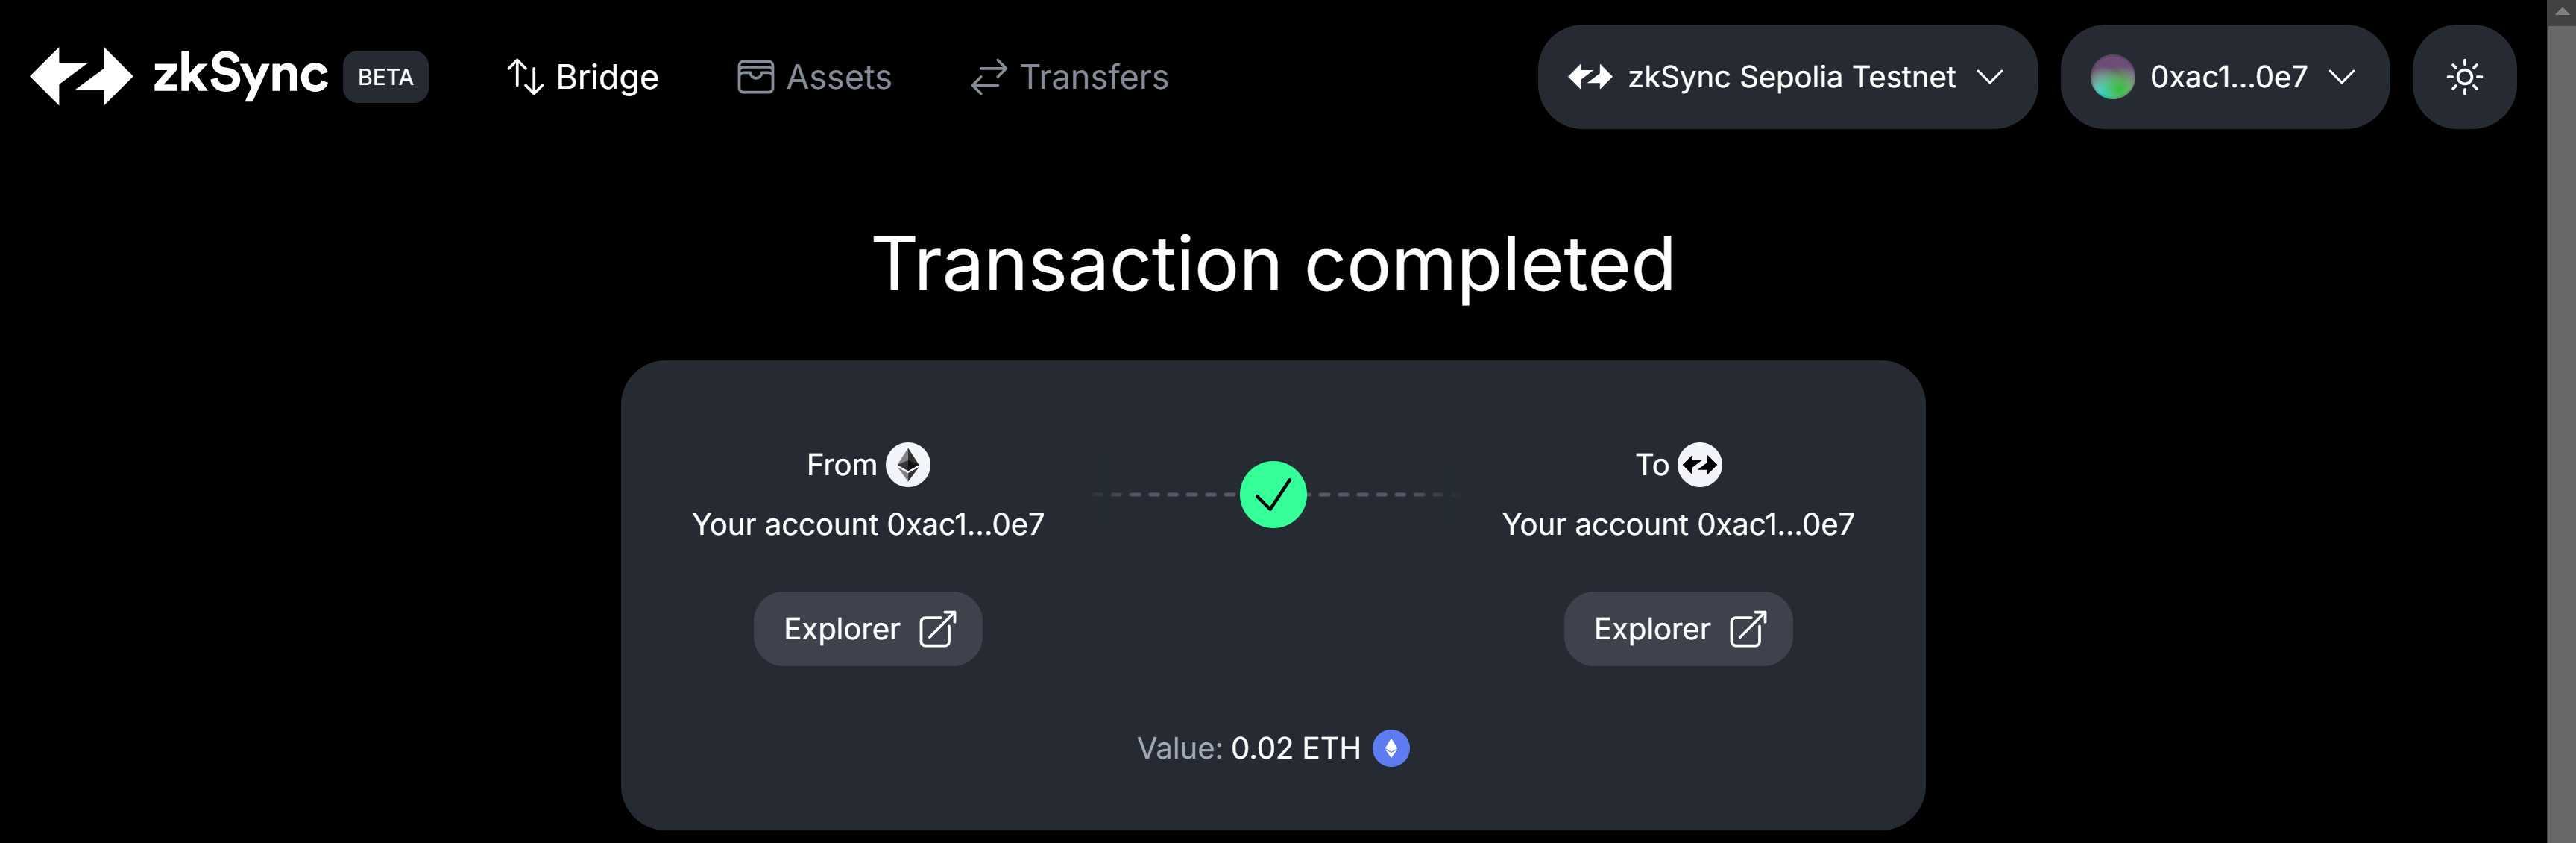 zkSync BETA Bridge Assets Transfers zkSync Sepolia Testnet 0xac1...0e7
Transaction completed
From To
Your account 0xac1...0e7 Your account 0xac1...0e7
Explorer Explorer
Value: 0.02 ETH